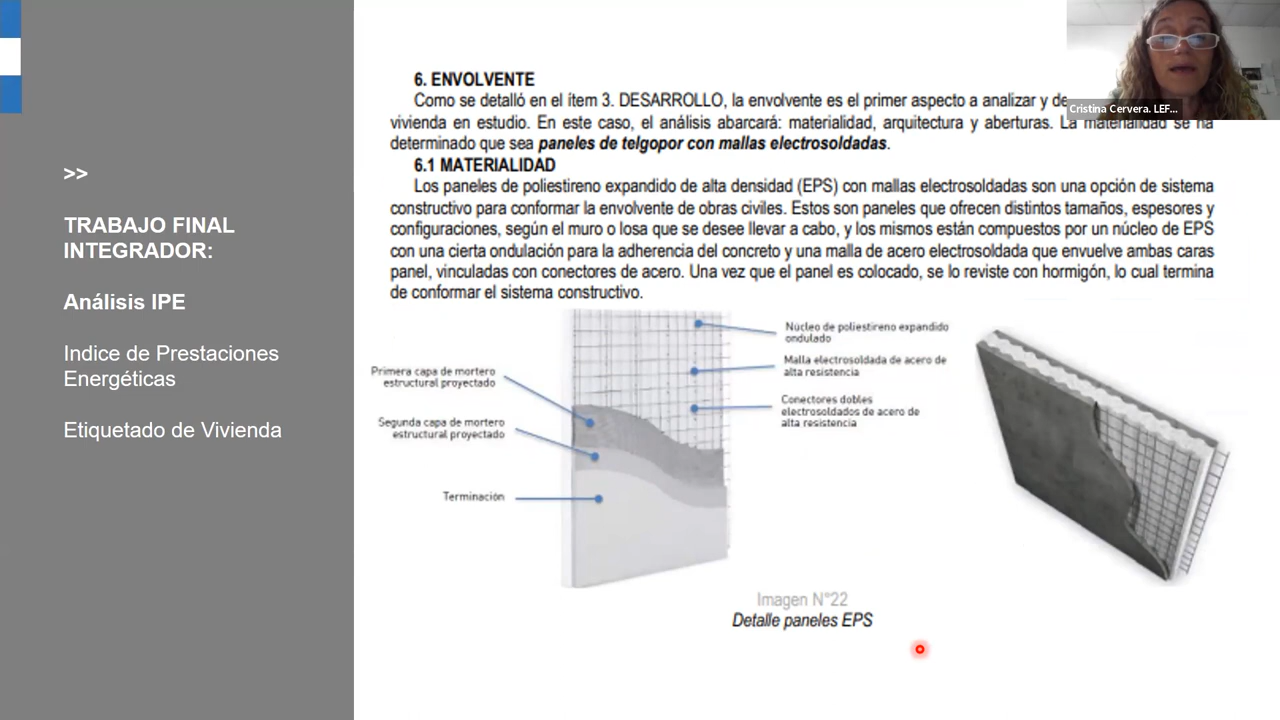 >>
TRABAJO FINAL
INTEGRADOR:
Análisis IPE
Indice de Prestaciones
Energéticas
Etiquetado de Vivienda
6. ENVOLVENTE
Como se detalló en el ítem 3. DESARROLLO, la envolvente es el primer aspecto a analizar y de
vivienda en estudio. En este caso, el análisis abarcará: materialidad, arquitectura y aberturas. La materialidad se ha
determinado que sea paneles de telgopor con mallas electrosoldadas.
6.1 MATERIALIDAD
Los paneles de poliestireno expandido de alta densidad (EPS) con mallas electrosoldadas son una opción de sistema
constructivo para conformar la envolvente de obras civiles. Estos son paneles que ofrecen distintos tamaños, espesores y
configuraciones, según el muro o losa que se desee llevar a cabo, y los mismos están compuestos por un núcleo de EPS
con una cierta ondulación para la adherencia del concreto y una malla de acero electrosoldada que envuelve ambas caras
panel, vinculadas con conectores de acero. Una vez que el panel es colocado, se lo reviste con hormigón, lo cual termina
de conformar el sistema constructivo.
Primera capa de mortero
estructural proyectado
Segunda capa de mortero
estructural proyectado
Terminación
Núcleo de poliestireno expandido
ondulado
Malla electrosoldada de acero de
alta resistencia
Conectores dobles
electrosoldados de acero de
alta resistencia
Imagen N°22
Detalle paneles EPS
Cristina Cervera. LEF...